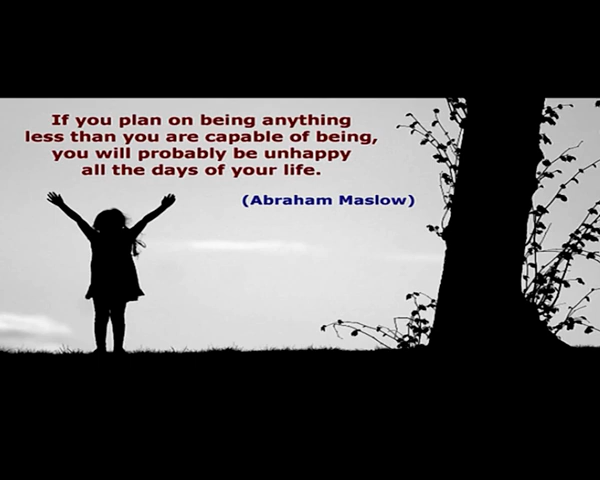 If you plan on being anything
less than you are capable of being,
you will probably be unhappy
all the days of your life.
(Abraham Maslow)